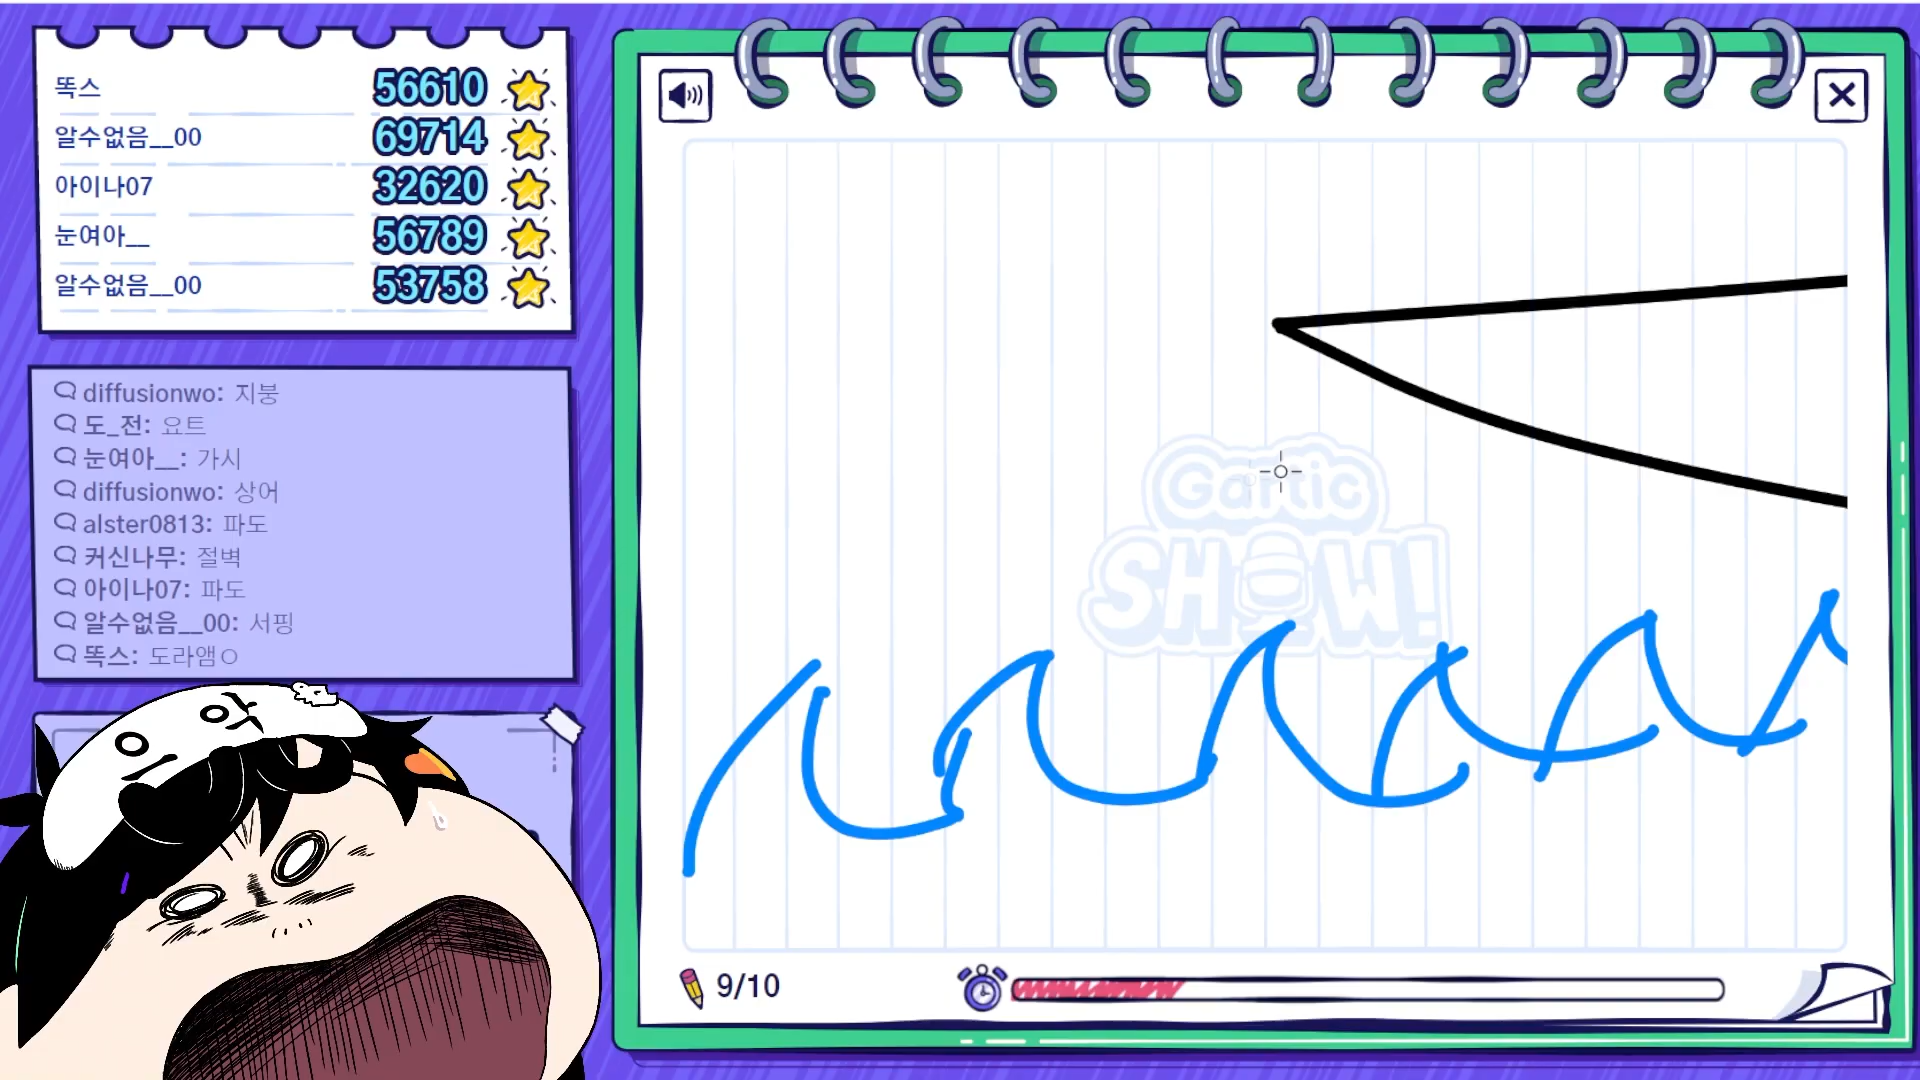 똑스 56610
알수없음__00 69714
아이나07 32620
눈여아__ 56789
알수없음__00 53758
diffusionwo: 지붕
도_전: 요트
눈여아__: 가시
diffusionwo: 상어
alster0813: 파도
커신나무: 절벽
아이나07: 파도
알수없음__00: 서핑
똑스: 도라앰ㅇ
Gartic
SHOW!
9/10